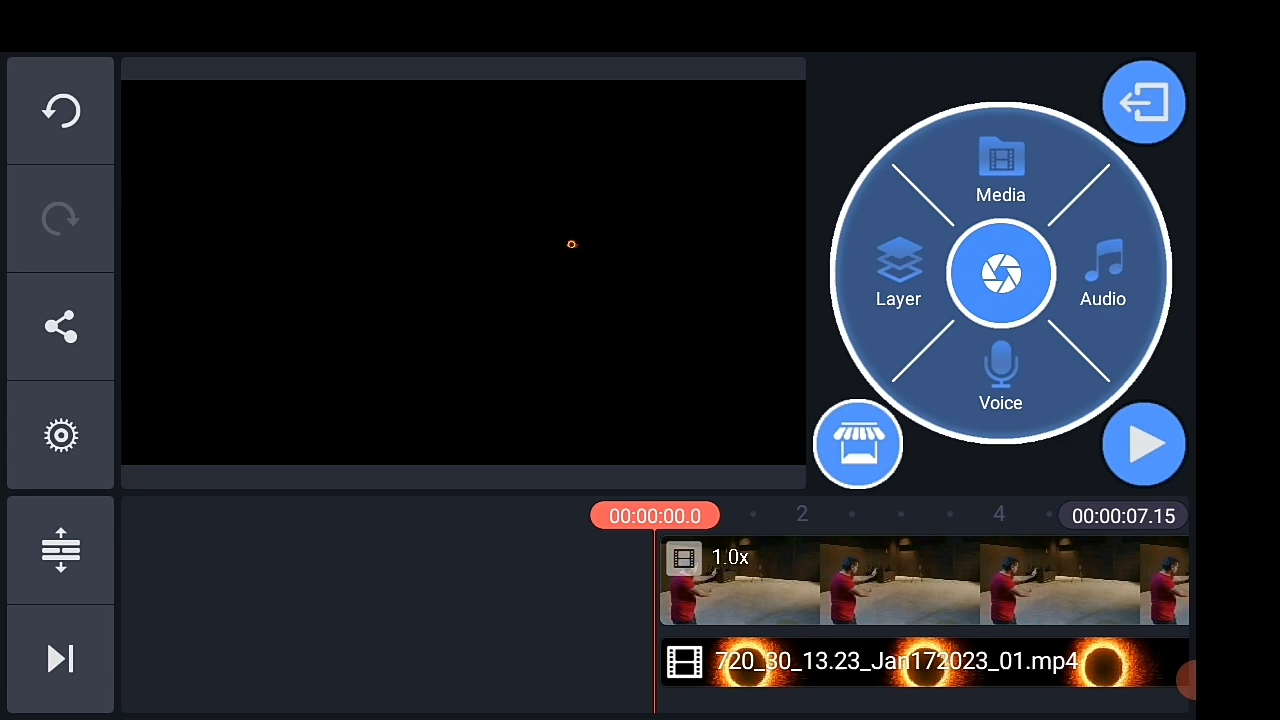 Media
Layer
Audio
Voice
00:00:00.0
2
4
00:00:07.15
1.0x
720_30_13.23_Jan172023_01.mp4